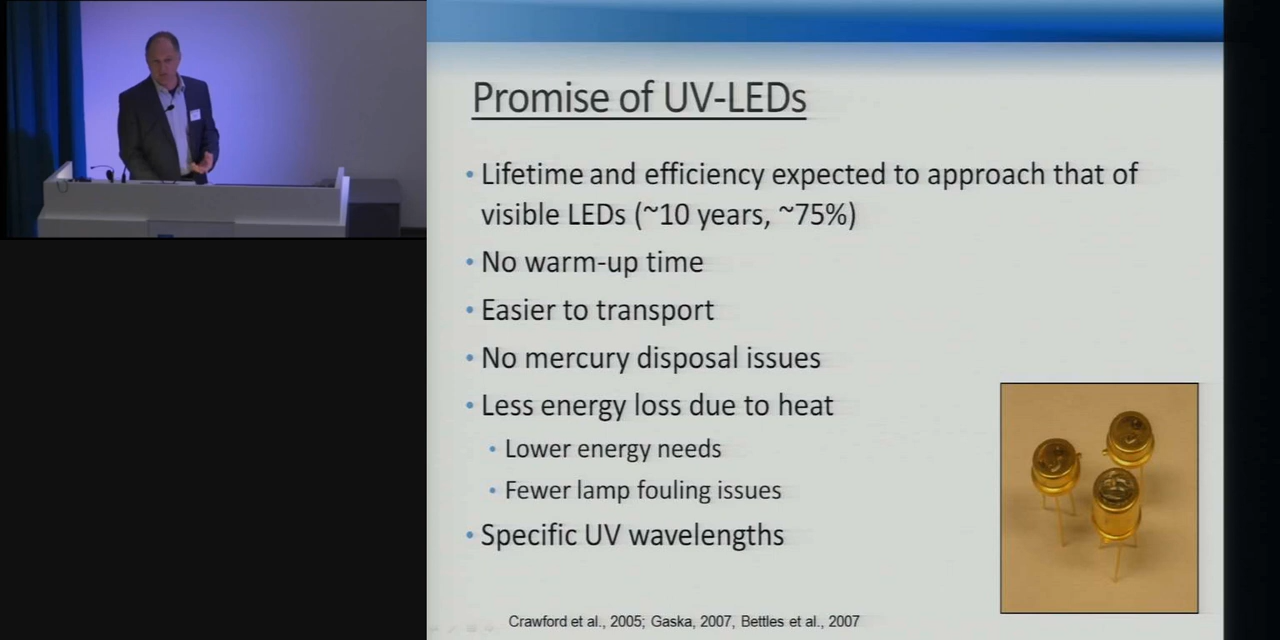 Promise of UV-LEDs
• Lifetime and efficiency expected to approach that of
visible LEDs (~10 years, ~75%)
• No warm-up time
• Easier to transport
• No mercury disposal issues
• Less energy loss due to heat
• Lower energy needs
• Fewer lamp fouling issues
• Specific UV wavelengths
Crawford et al., 2005; Gaska, 2007, Bettles et al., 2007